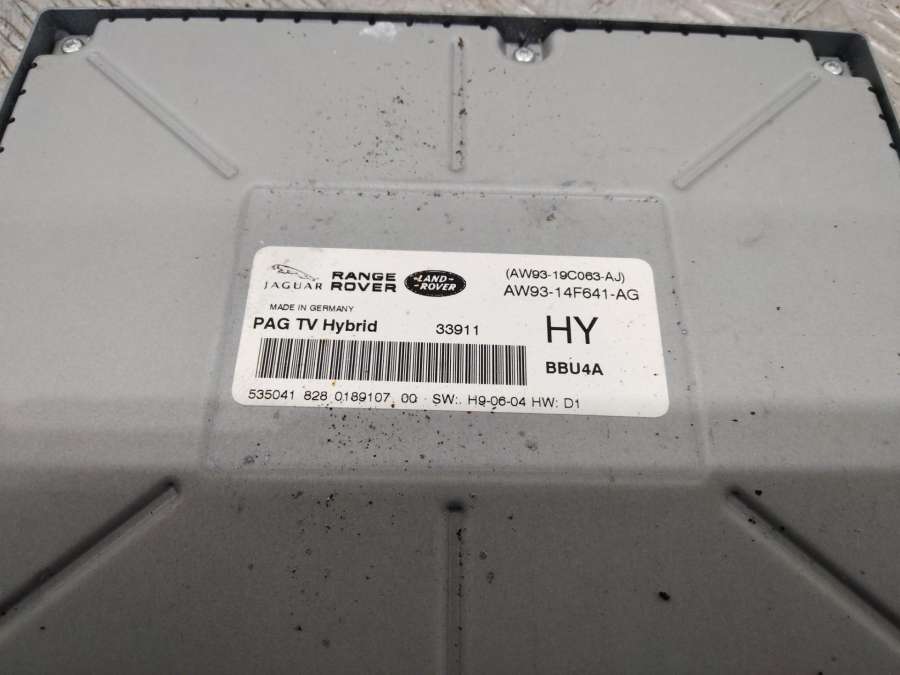 JAGUAR
RANGE ROVER
LAND-ROVER
(AW93-19C063-AJ)
AW93-14F641-AG
MADE IN GERMANY
PAG TV Hybrid 33911
HY
BBU4A
535041 828 0189107 00 SW: H9-06-04 HW: D1